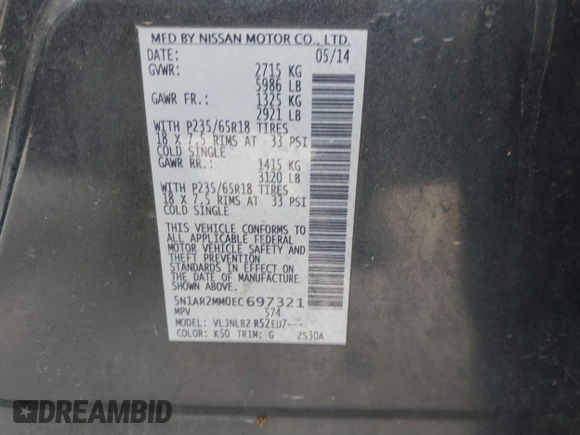 MFD BY NISSAN MOTOR CO., LTD.
DATE: 05/14
GVWR: 2715 KG
5986 LB
GAWR FR.: 1325 KG
2921 LB
WITH P235/65R18 TIRES
18 X 7.5 RIMS AT 33 PSI
COLD SINGLE
GAWR RR.: 1415 KG
3120 LB
WITH P235/65R18 TIRES
18 X 7.5 RIMS AT 33 PSI
COLD SINGLE
THIS VEHICLE CONFORMS TO
ALL APPLICABLE FEDERAL
MOTOR VEHICLE SAFETY AND
THEFT PREVENTION
STANDARDS IN EFFECT ON
THE DATE OF MANUFACTURE
SHOWN ABOVE.
5N1AR2MM0EC697321
MPV 574
MODEL: VLJNLBZ R52EU7---
COLOR: K50 TRIM: G 2S30A
DREAMBID